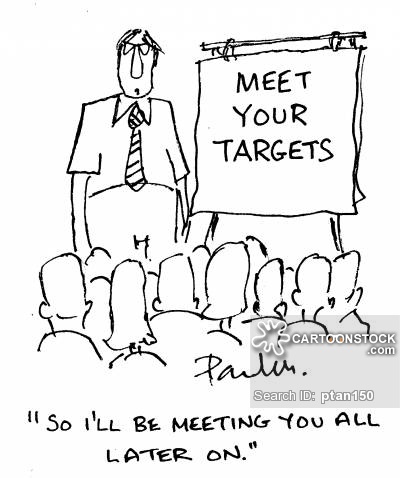 MEET
YOUR
TARGETS
Parker.
© CARTOONSTOCK
.com
Search ID: ptan150
"SO I'LL BE MEETING YOU ALL
LATER ON."